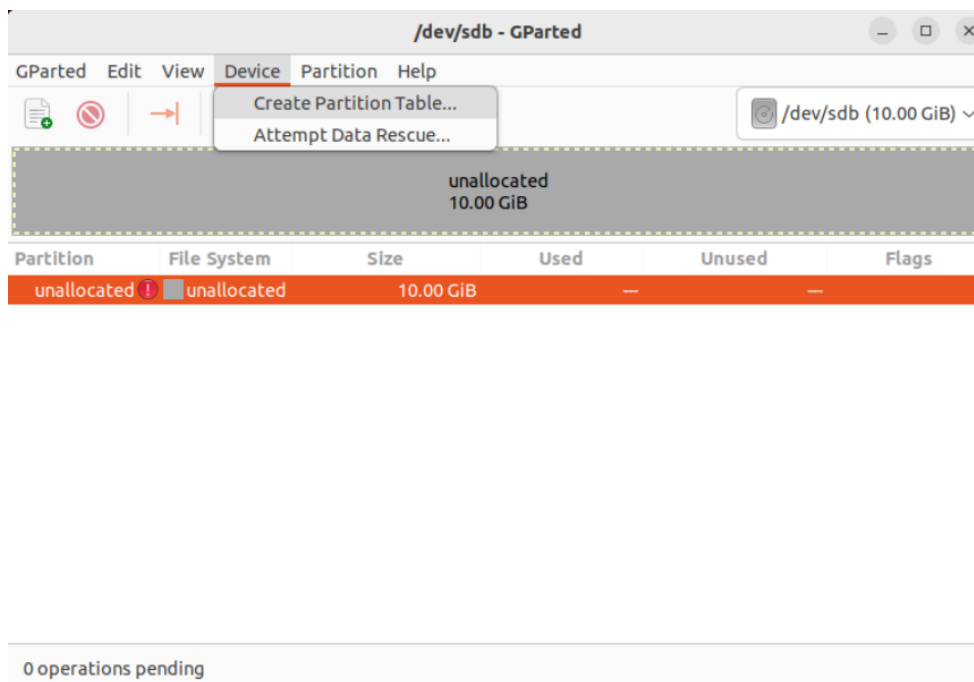 /dev/sdb - GParted
GParted Edit View Device Partition Help
Create Partition Table...
Attempt Data Rescue...
/dev/sdb (10.00 GiB)
unallocated
10.00 GiB
Partition File System Size Used Unused Flags
unallocated unallocated 10.00 GiB --- ---
0 operations pending